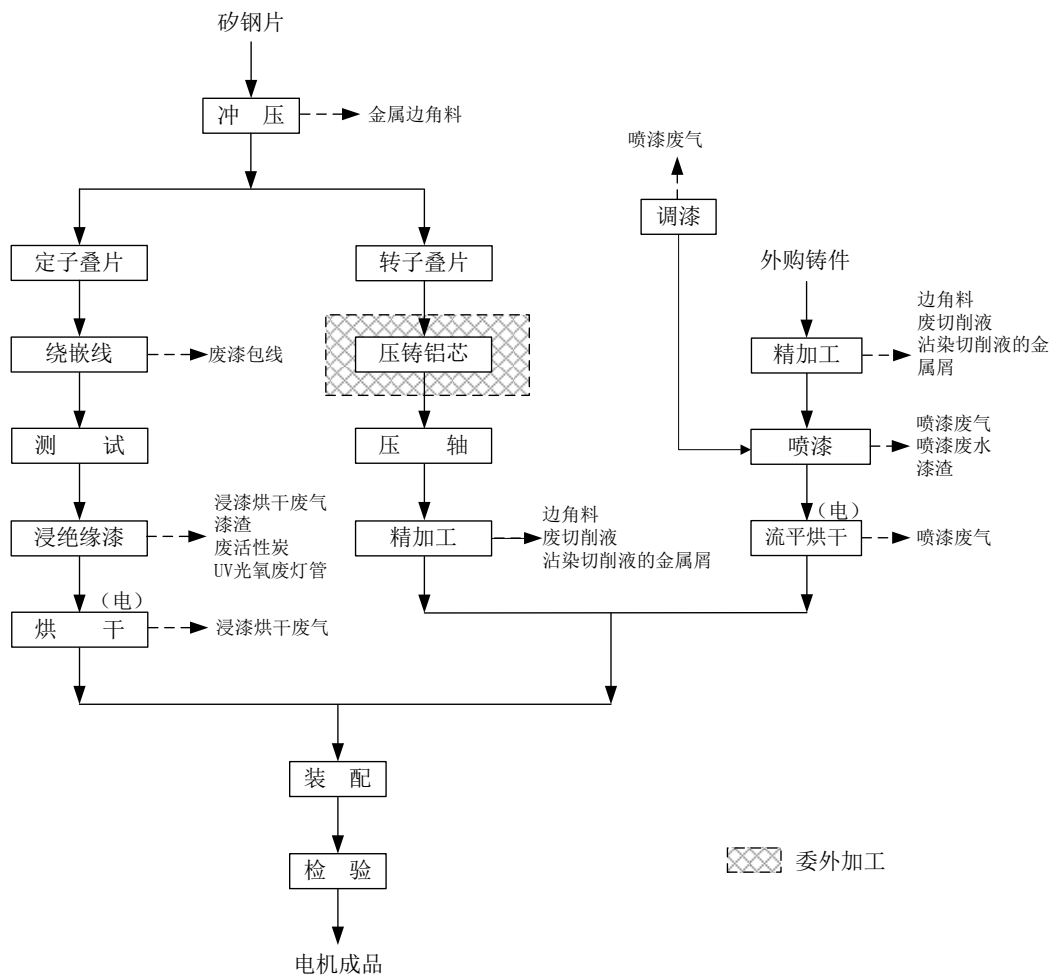 矽钢片
冲 压
金属边角料
喷漆废气
调漆
定子叠片
转子叠片
外购铸件
绕嵌线
废漆包线
压铸铝芯
精加工
边角料
废切削液
沾染切削液的金
属屑
测 试
压 轴
喷漆
喷漆废气
喷漆废水
漆渣
浸绝缘漆
浸漆烘干废气
漆渣
废活性炭
UV光氧废灯管
精加工
边角料
废切削液
沾染切削液的金属屑
（电）
流平烘干
喷漆废气
（电）
烘 干
浸漆烘干废气
装 配
检 验
委外加工
电机成品